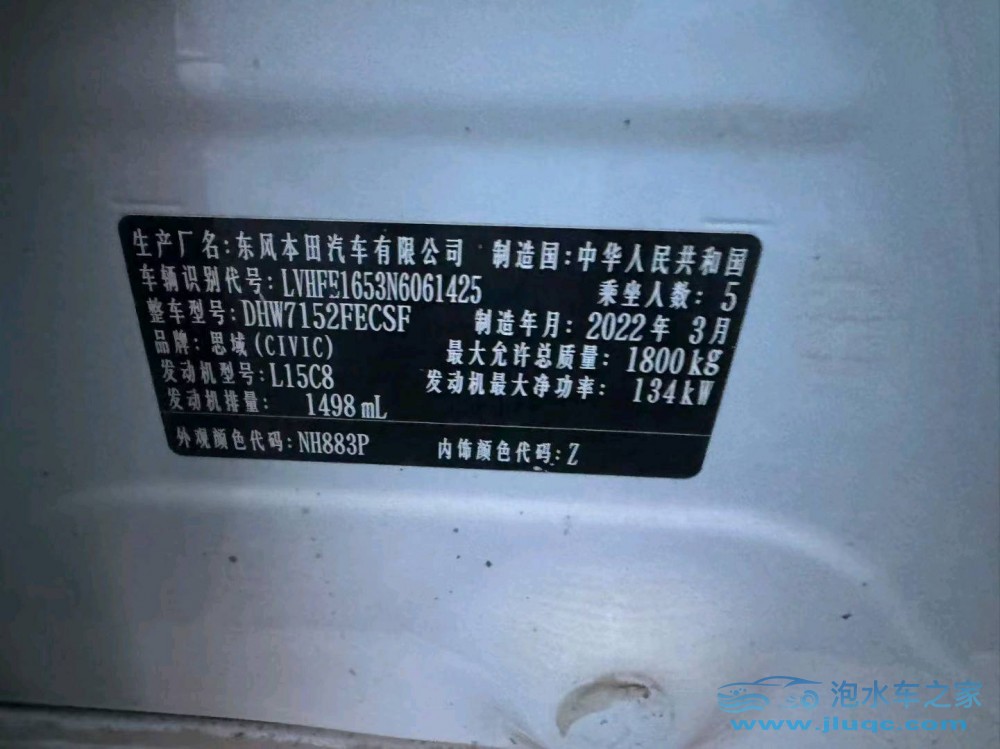 生产厂名:东风本田汽车有限公司 制造国:中华人民共和国
车辆识别代号:LVHFE1653N6061425 乘坐人数:5
整车型号:DHW7152FECSF 制造年月:2022年 3月
品牌:思域(CIVIC) 最大允许总质量:1800kg
发动机型号:L15C8 发动机最大净功率:134kW
发动机排量: 1498mL
外观颜色代码:NH883P 内饰颜色代码:Z
泡水车之家
www.jluqc.com